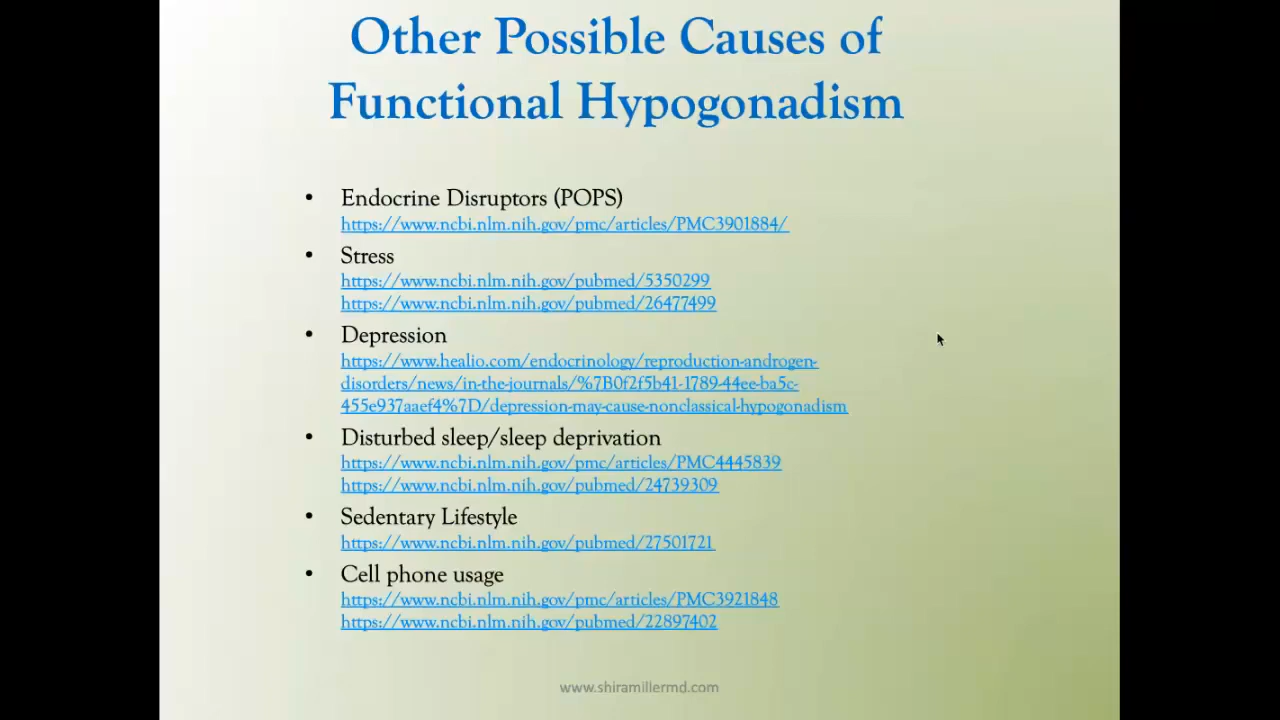 Other Possible Causes of
Functional Hypogonadism
• Endocrine Disruptors (POPS)
https://www.ncbi.nlm.nih.gov/pmc/articles/PMC3901884/
• Stress
https://www.ncbi.nlm.nih.gov/pubmed/5350299
https://www.ncbi.nlm.nih.gov/pubmed/26477499
• Depression
https://www.healio.com/endocrinology/reproduction-androgen-
disorders/news/in-the-journals/%7B0f2f5b41-1789-44ee-ba5c-
455e937aaef4%7D/depression-may-cause-nonclassical-hypogonadism
• Disturbed sleep/sleep deprivation
https://www.ncbi.nlm.nih.gov/pmc/articles/PMC4445839
https://www.ncbi.nlm.nih.gov/pubmed/24739309
• Sedentary Lifestyle
https://www.ncbi.nlm.nih.gov/pubmed/27501721
• Cell phone usage
https://www.ncbi.nlm.nih.gov/pmc/articles/PMC3921848
https://www.ncbi.nlm.nih.gov/pubmed/22897402
www.shiramillermd.com